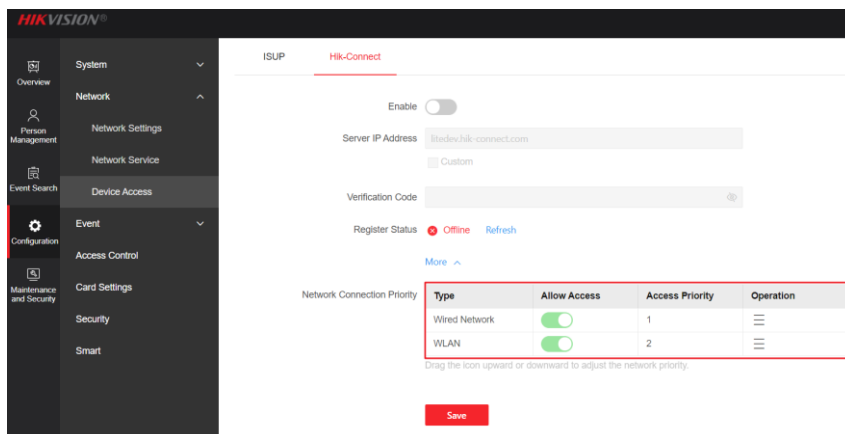 HIKVISION®
Overview
Person
Management
Event Search
Configuration
Maintenance
and Security
System
Network
Network Settings
Network Service
Device Access
Event
Access Control
Card Settings
Security
Smart
ISUP Hik-Connect
Enable
Server IP Address litedev.hik-connect.com
Custom
Verification Code
Register Status Offline Refresh
More
Network Connection Priority
Type Allow Access Access Priority Operation
Wired Network 1
WLAN 2
Drag the icon upward or downward to adjust the network priority.
Save